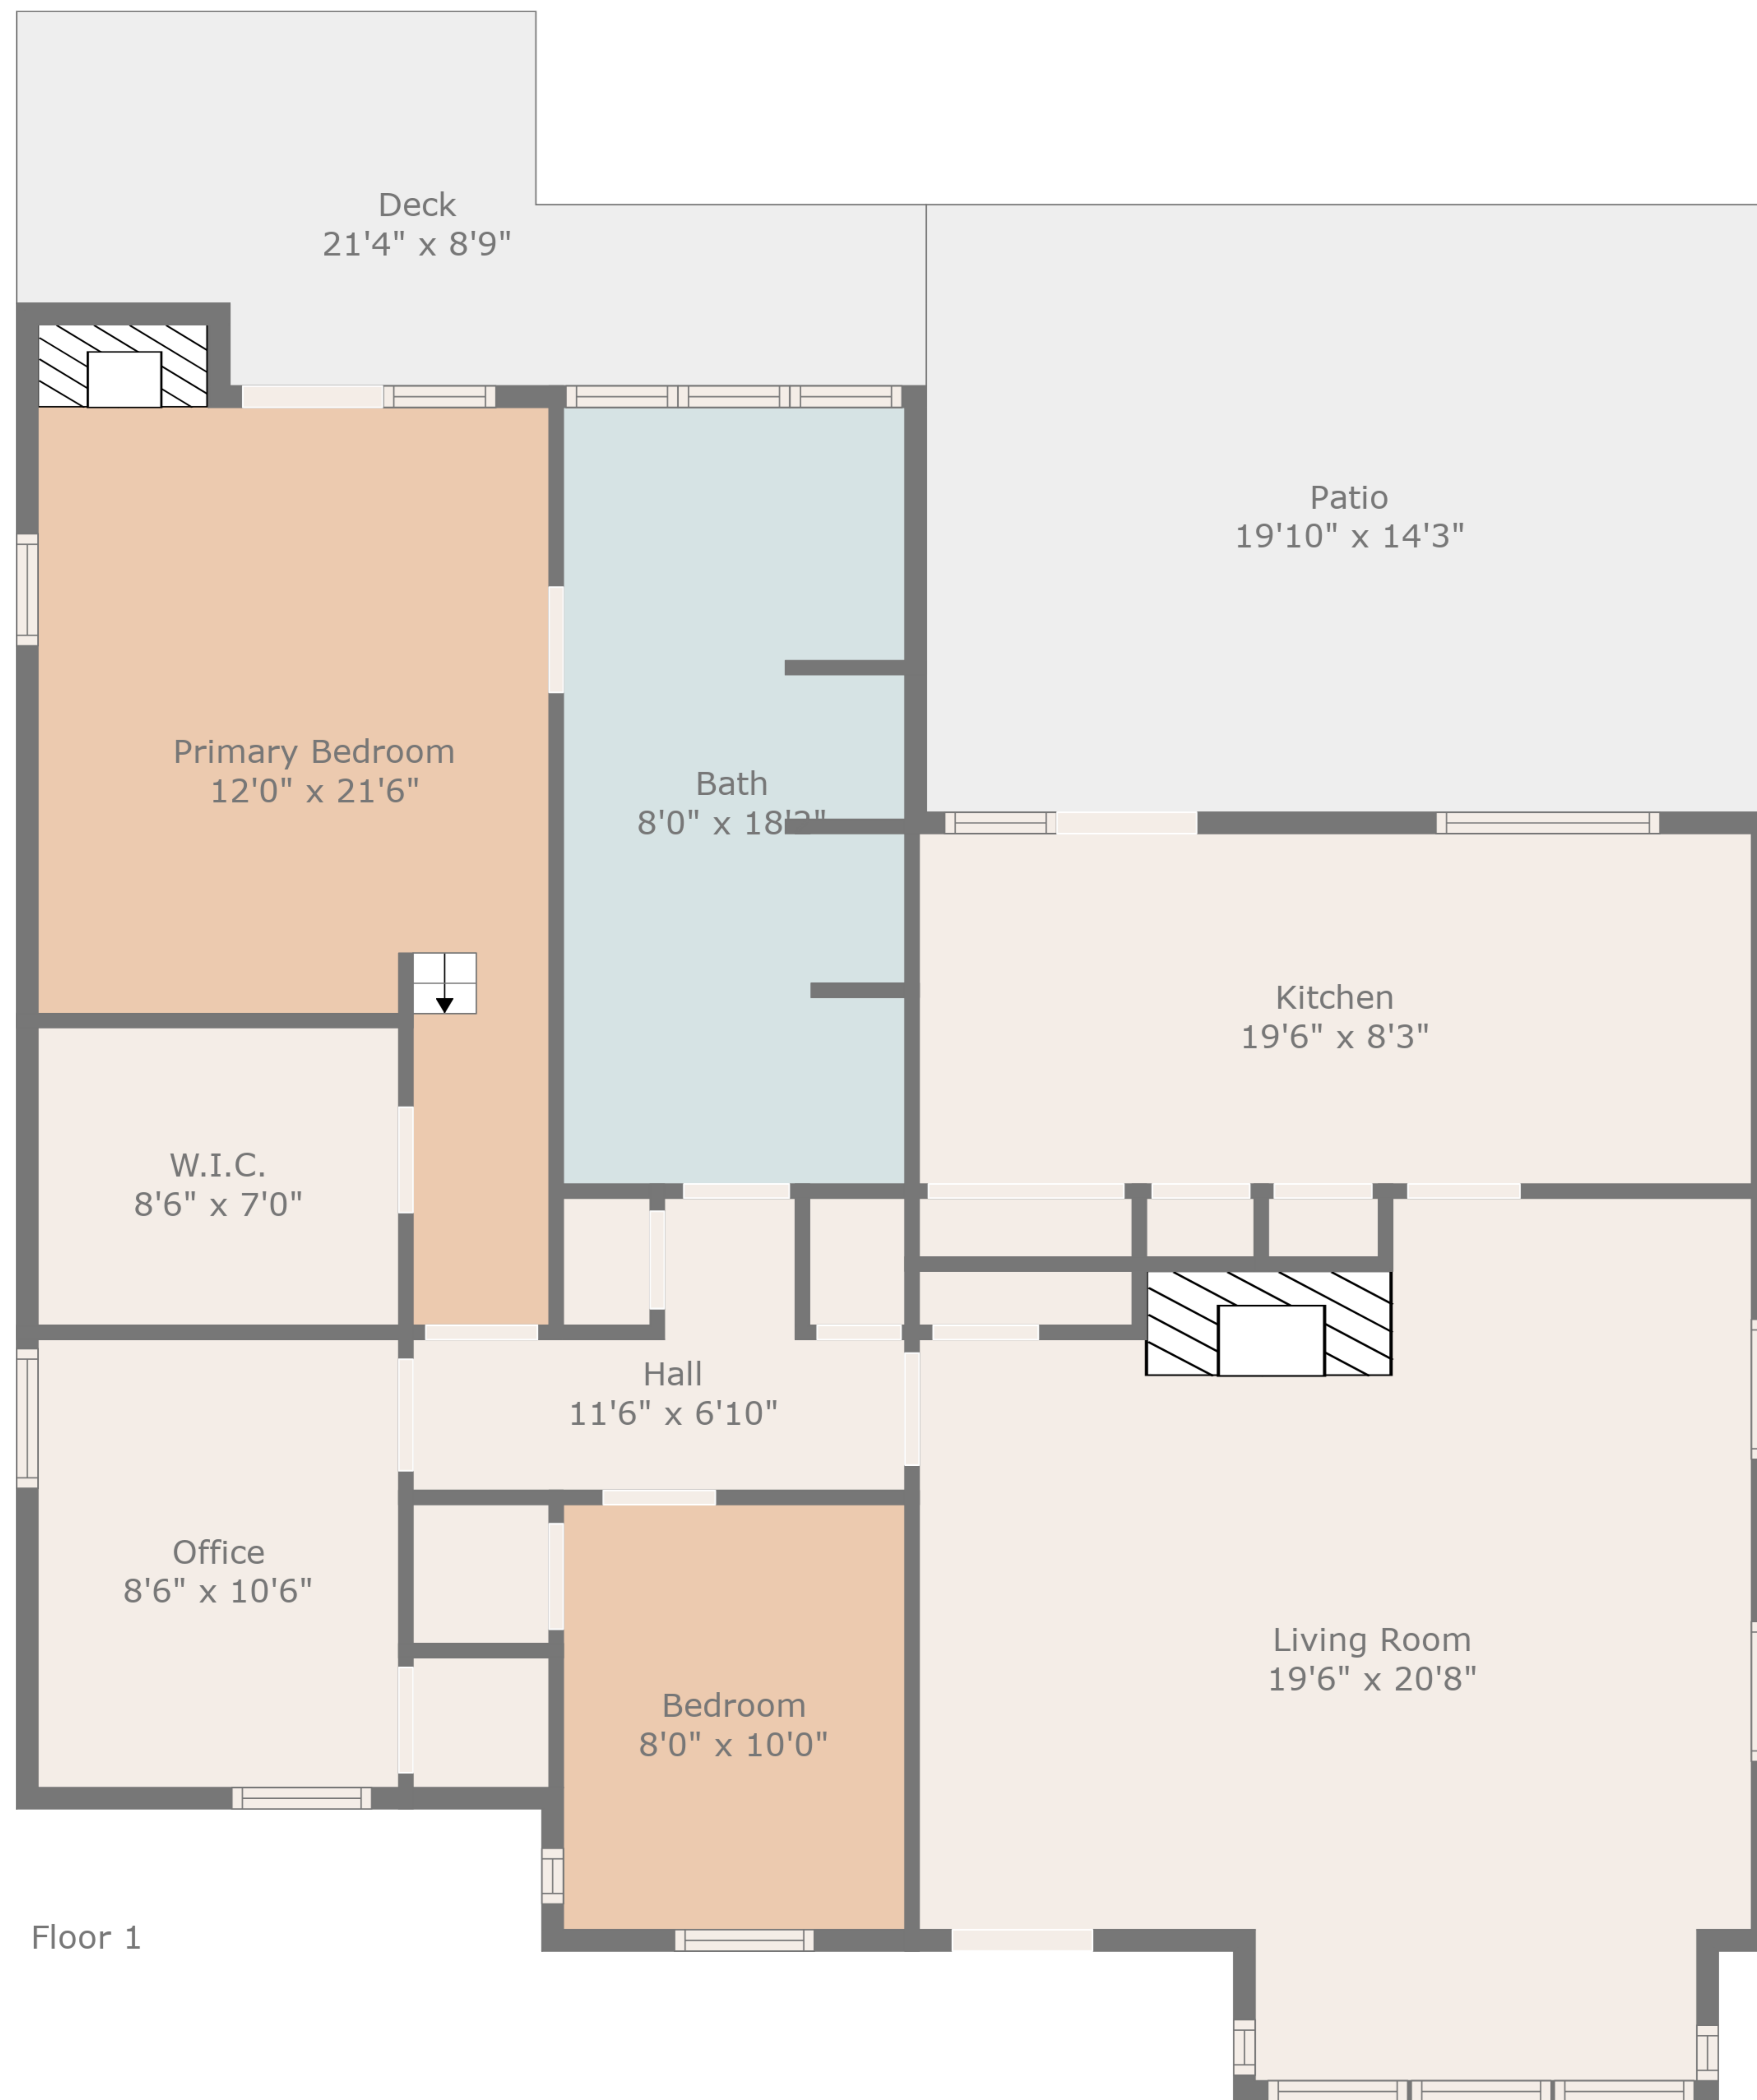 Deck
21'4" x 8'9"
Patio
19'10" x 14'3"
Primary Bedroom
12'0" x 21'6"
Bath
8'0" x
Kitchen
19'6" x 8'3"
W.I.C.
8'6" x 7'0"
Hall
11'6" x 6'10"
Office
8'6" x 10'6"
Living Room
19'6" x 20'8"
Bedroom
8'0" x 10'0"
Floor 1